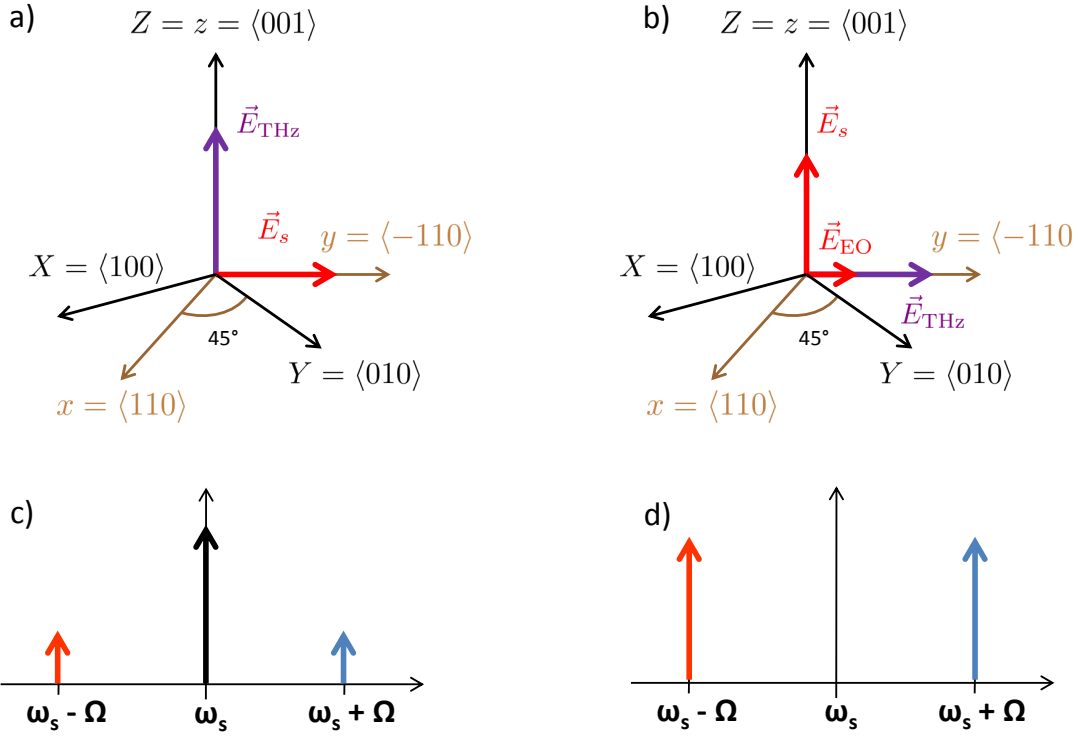 a)
Z = z = ⟨001⟩
E⃗_THz
E⃗_s
y = ⟨−110⟩
X = ⟨100⟩
45°
Y = ⟨010⟩
x = ⟨110⟩
b)
Z = z = ⟨001⟩
E⃗_s
E⃗_EO
y = ⟨−110
X = ⟨100⟩
E⃗_THz
45°
Y = ⟨010⟩
x = ⟨110⟩
c)
ω_s - Ω
ω_s
ω_s + Ω
d)
ω_s - Ω
ω_s
ω_s + Ω